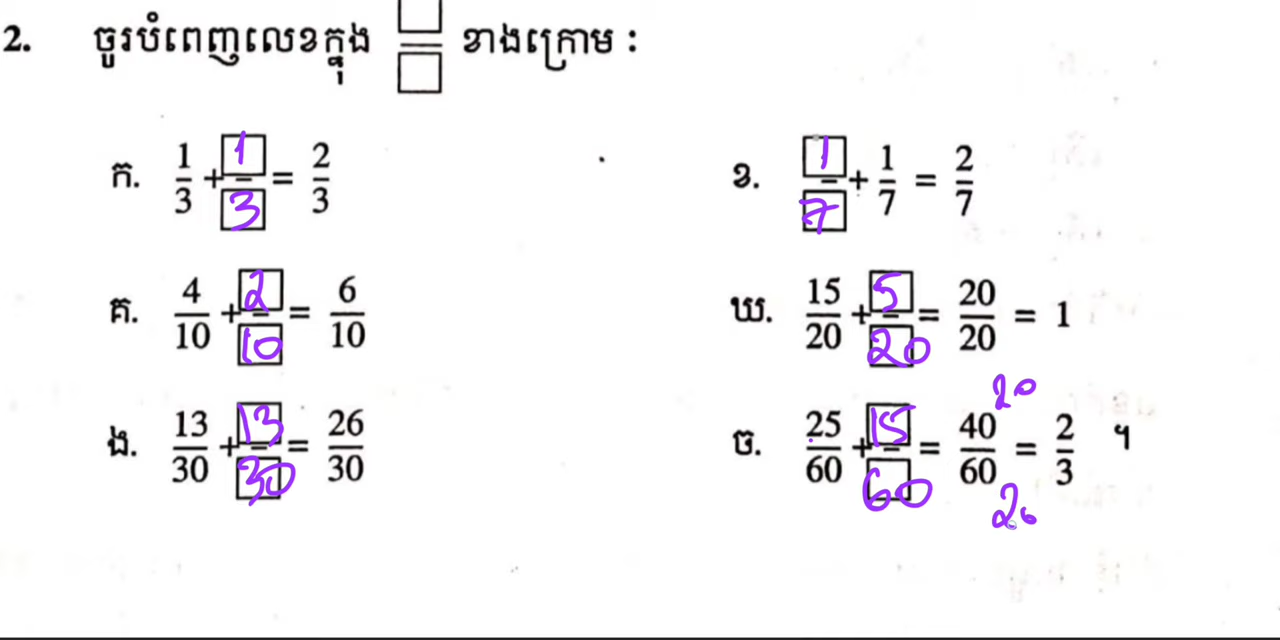 2. ចូរបំពេញលេខក្នុង □/□ ខាងក្រោម ៖
ក. 1/3 + 1/3 = 2/3 ខ. 1/7 + 1/7 = 2/7
គ. 4/10 + 2/10 = 6/10 ឃ. 15/20 + 5/20 = 20/20 = 1
20
ង. 13/30 + 13/30 = 26/30 ច. 25/60 + 15/60 = 40/60 = 2/3 ។
20